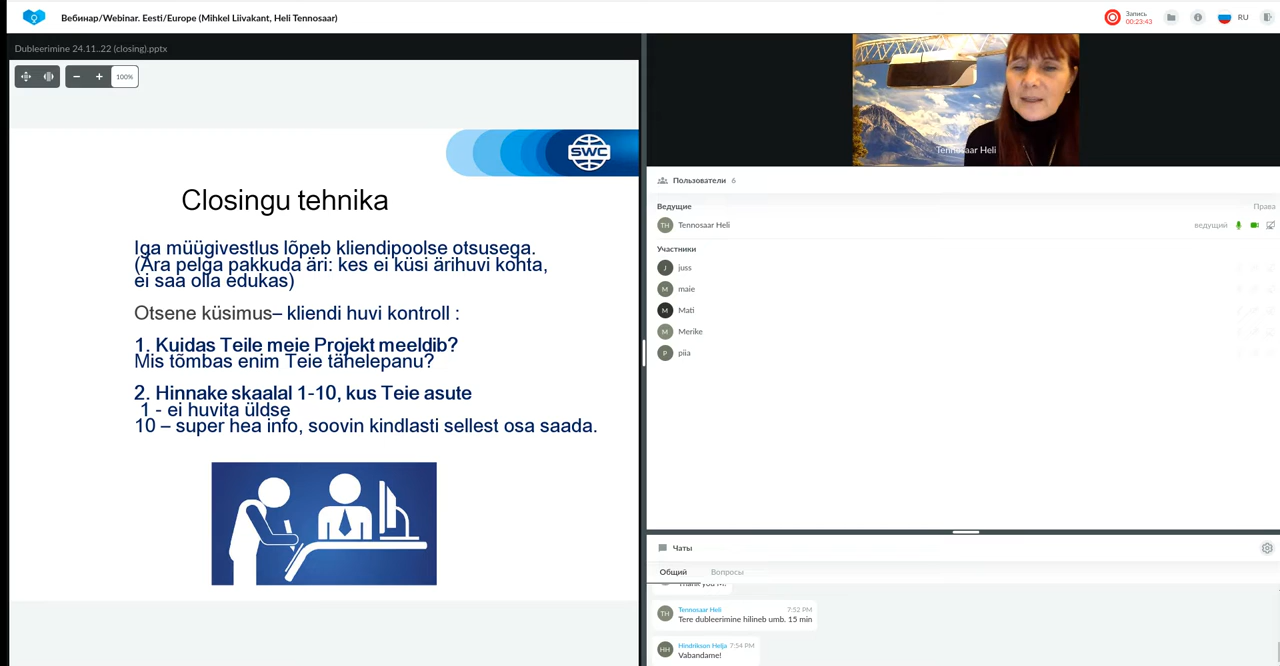 Вебинар/Webinar. Eesti/Europe (Mihkel Liivakant, Heli Tennosaar)
Запись
00:23:43
RU
Dubleerimine 24.11..22 (closing).pptx
100%
SWC
Closingu tehnika
Iga müügivestlus lõpeb kliendipoolse otsusega.
(Ära pelga pakkuda äri: kes ei küsi ärihuvi kohta,
ei saa olla edukas)
Otsene küsimus– kliendi huvi kontroll :
1. Kuidas Teile meie Projekt meeldib?
Mis tõmbas enim Teie tähelepanu?
2. Hinnake skaalal 1-10, kus Teie asute
1 - ei huvita üldse
10 – super hea info, soovin kindlasti sellest osa saada.
Tennosaar Heli
Пользователи 6
Ведущие
Права
TH Tennosaar Heli
ведущий
Участники
J juss
M maie
M Mati
M Merike
P piia
Чаты
Общий
Вопросы
TH Tennosaar Heli 7:52 PM
Tere dubleerimine hilineb umb. 15 min
HH Hindrikson Helja 7:54 PM
Vabandame!